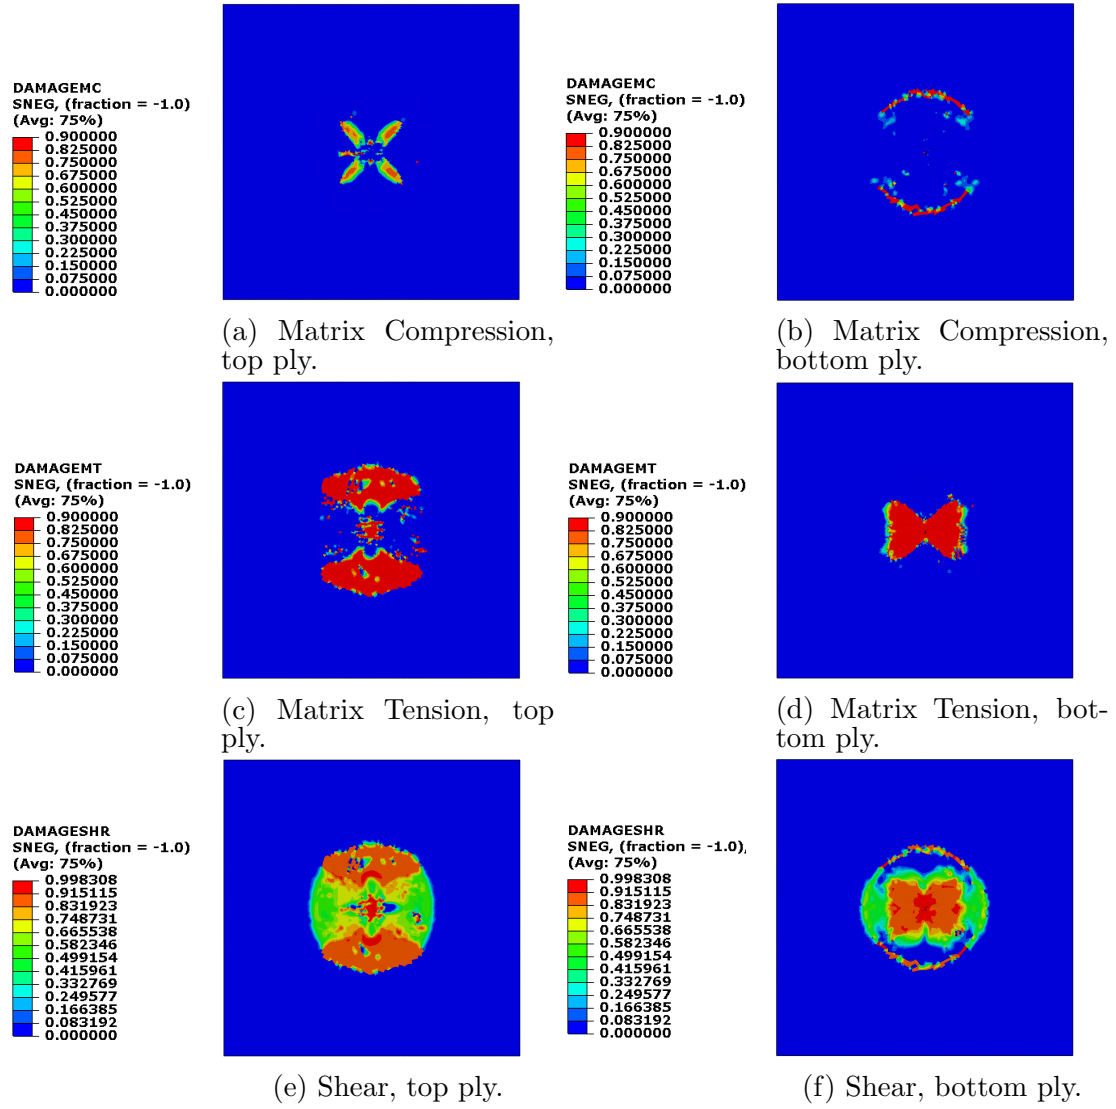 DAMAGEMC
SNEG, (fraction = -1.0)
(Avg: 75%)
0.900000
0.825000
0.750000
0.675000
0.600000
0.525000
0.450000
0.375000
0.300000
0.225000
0.150000
0.075000
0.000000
(a) Matrix Compression,
top ply.
DAMAGEMC
SNEG, (fraction = -1.0)
(Avg: 75%)
0.900000
0.825000
0.750000
0.675000
0.600000
0.525000
0.450000
0.375000
0.300000
0.225000
0.150000
0.075000
0.000000
(b) Matrix Compression,
bottom ply.
DAMAGEMT
SNEG, (fraction = -1.0)
(Avg: 75%)
0.900000
0.825000
0.750000
0.675000
0.600000
0.525000
0.450000
0.375000
0.300000
0.225000
0.150000
0.075000
0.000000
(c) Matrix Tension, top
ply.
DAMAGEMT
SNEG, (fraction = -1.0)
(Avg: 75%)
0.900000
0.825000
0.750000
0.675000
0.600000
0.525000
0.450000
0.375000
0.300000
0.225000
0.150000
0.075000
0.000000
(d) Matrix Tension, bot-
tom ply.
DAMAGESHR
SNEG, (fraction = -1.0)
(Avg: 75%)
0.998308
0.915115
0.831923
0.748731
0.665538
0.582346
0.499154
0.415961
0.332769
0.249577
0.166385
0.083192
0.000000
(e) Shear, top ply.
DAMAGESHR
SNEG, (fraction = -1.0),
(Avg: 75%)
0.998308
0.915115
0.831923
0.748731
0.665538
0.582346
0.499154
0.415961
0.332769
0.249577
0.166385
0.083192
0.000000
(f) Shear, bottom ply.